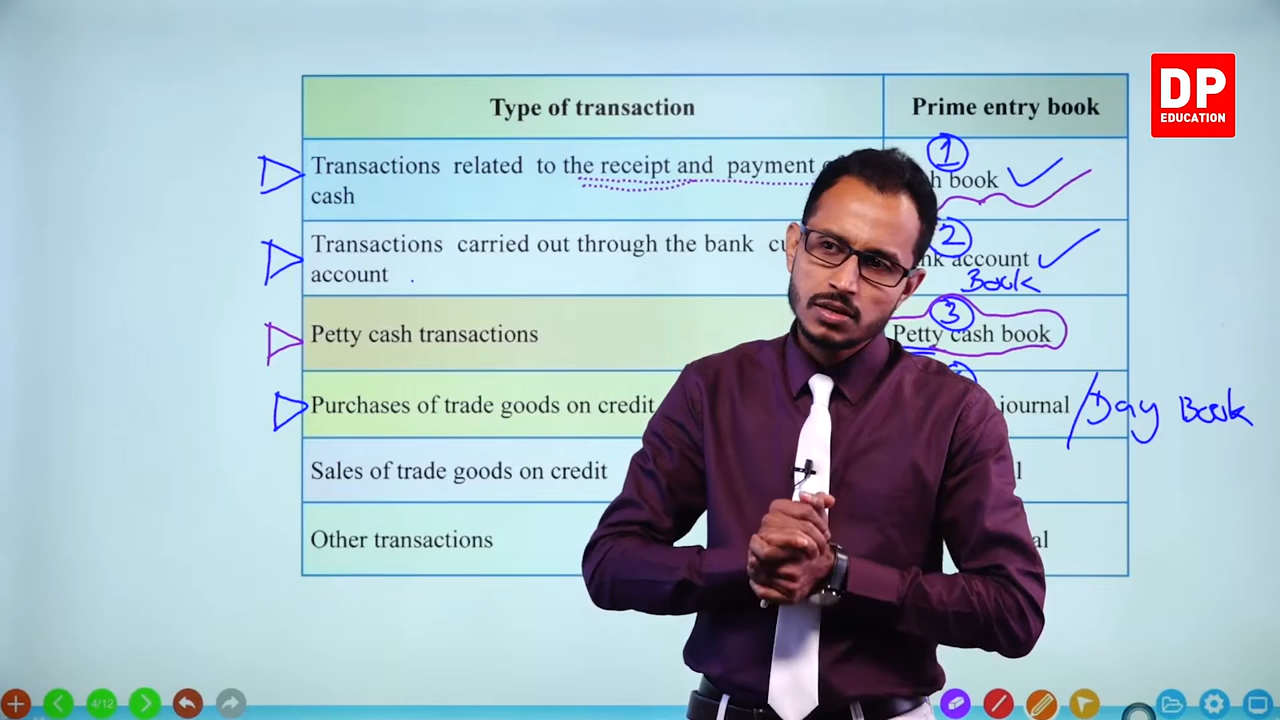 DP
EDUCATION
Type of transaction
Prime entry book
Transactions related to the receipt and payment
cash
1
book
Transactions carried out through the bank
account
2
account
Book
Petty cash transactions
3
Petty cash book
Purchases of trade goods on credit
journal
/Day Book
Sales of trade goods on credit
Other transactions
4/12